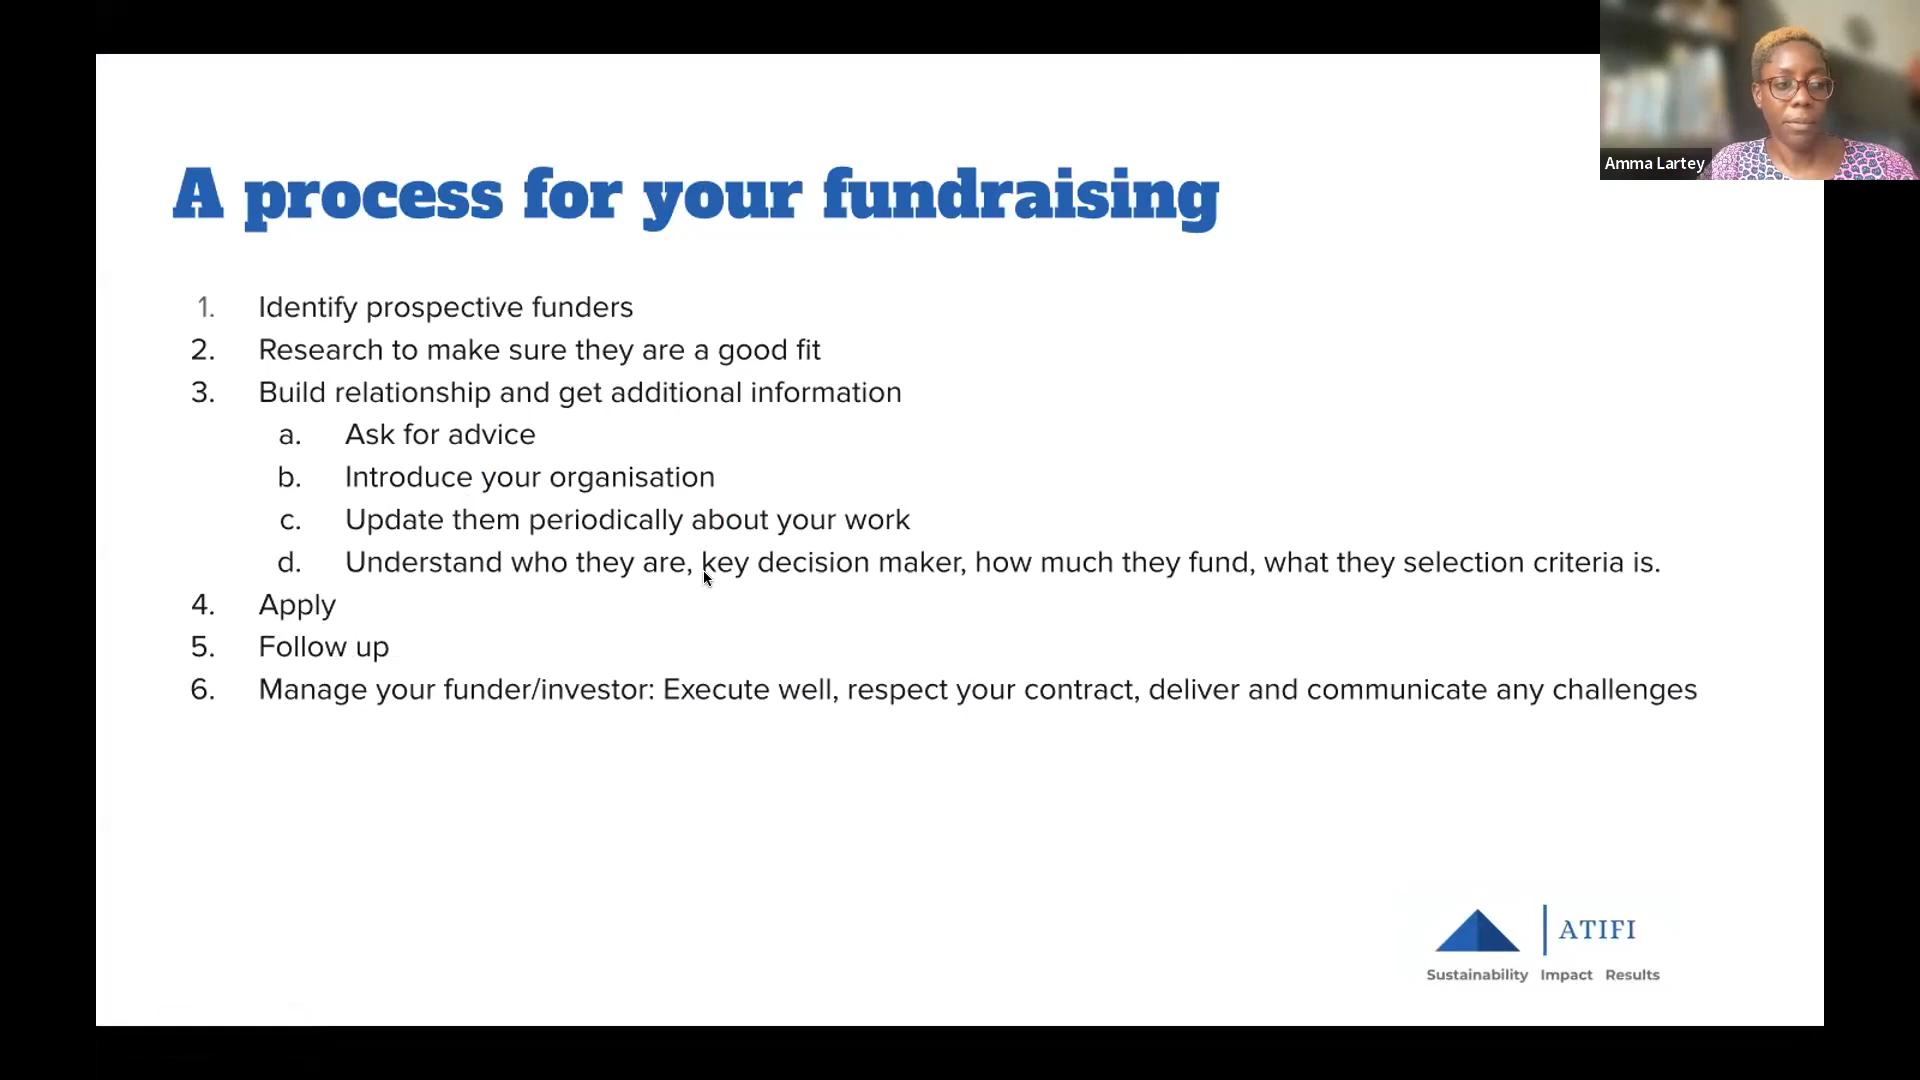 A process for your fundraising
1. Identify prospective funders
2. Research to make sure they are a good fit
3. Build relationship and get additional information
a. Ask for advice
b. Introduce your organisation
c. Update them periodically about your work
d. Understand who they are, key decision maker, how much they fund, what they selection criteria is.
4. Apply
5. Follow up
6. Manage your funder/investor: Execute well, respect your contract, deliver and communicate any challenges
Amma Lartey
ATIFI
Sustainability Impact Results